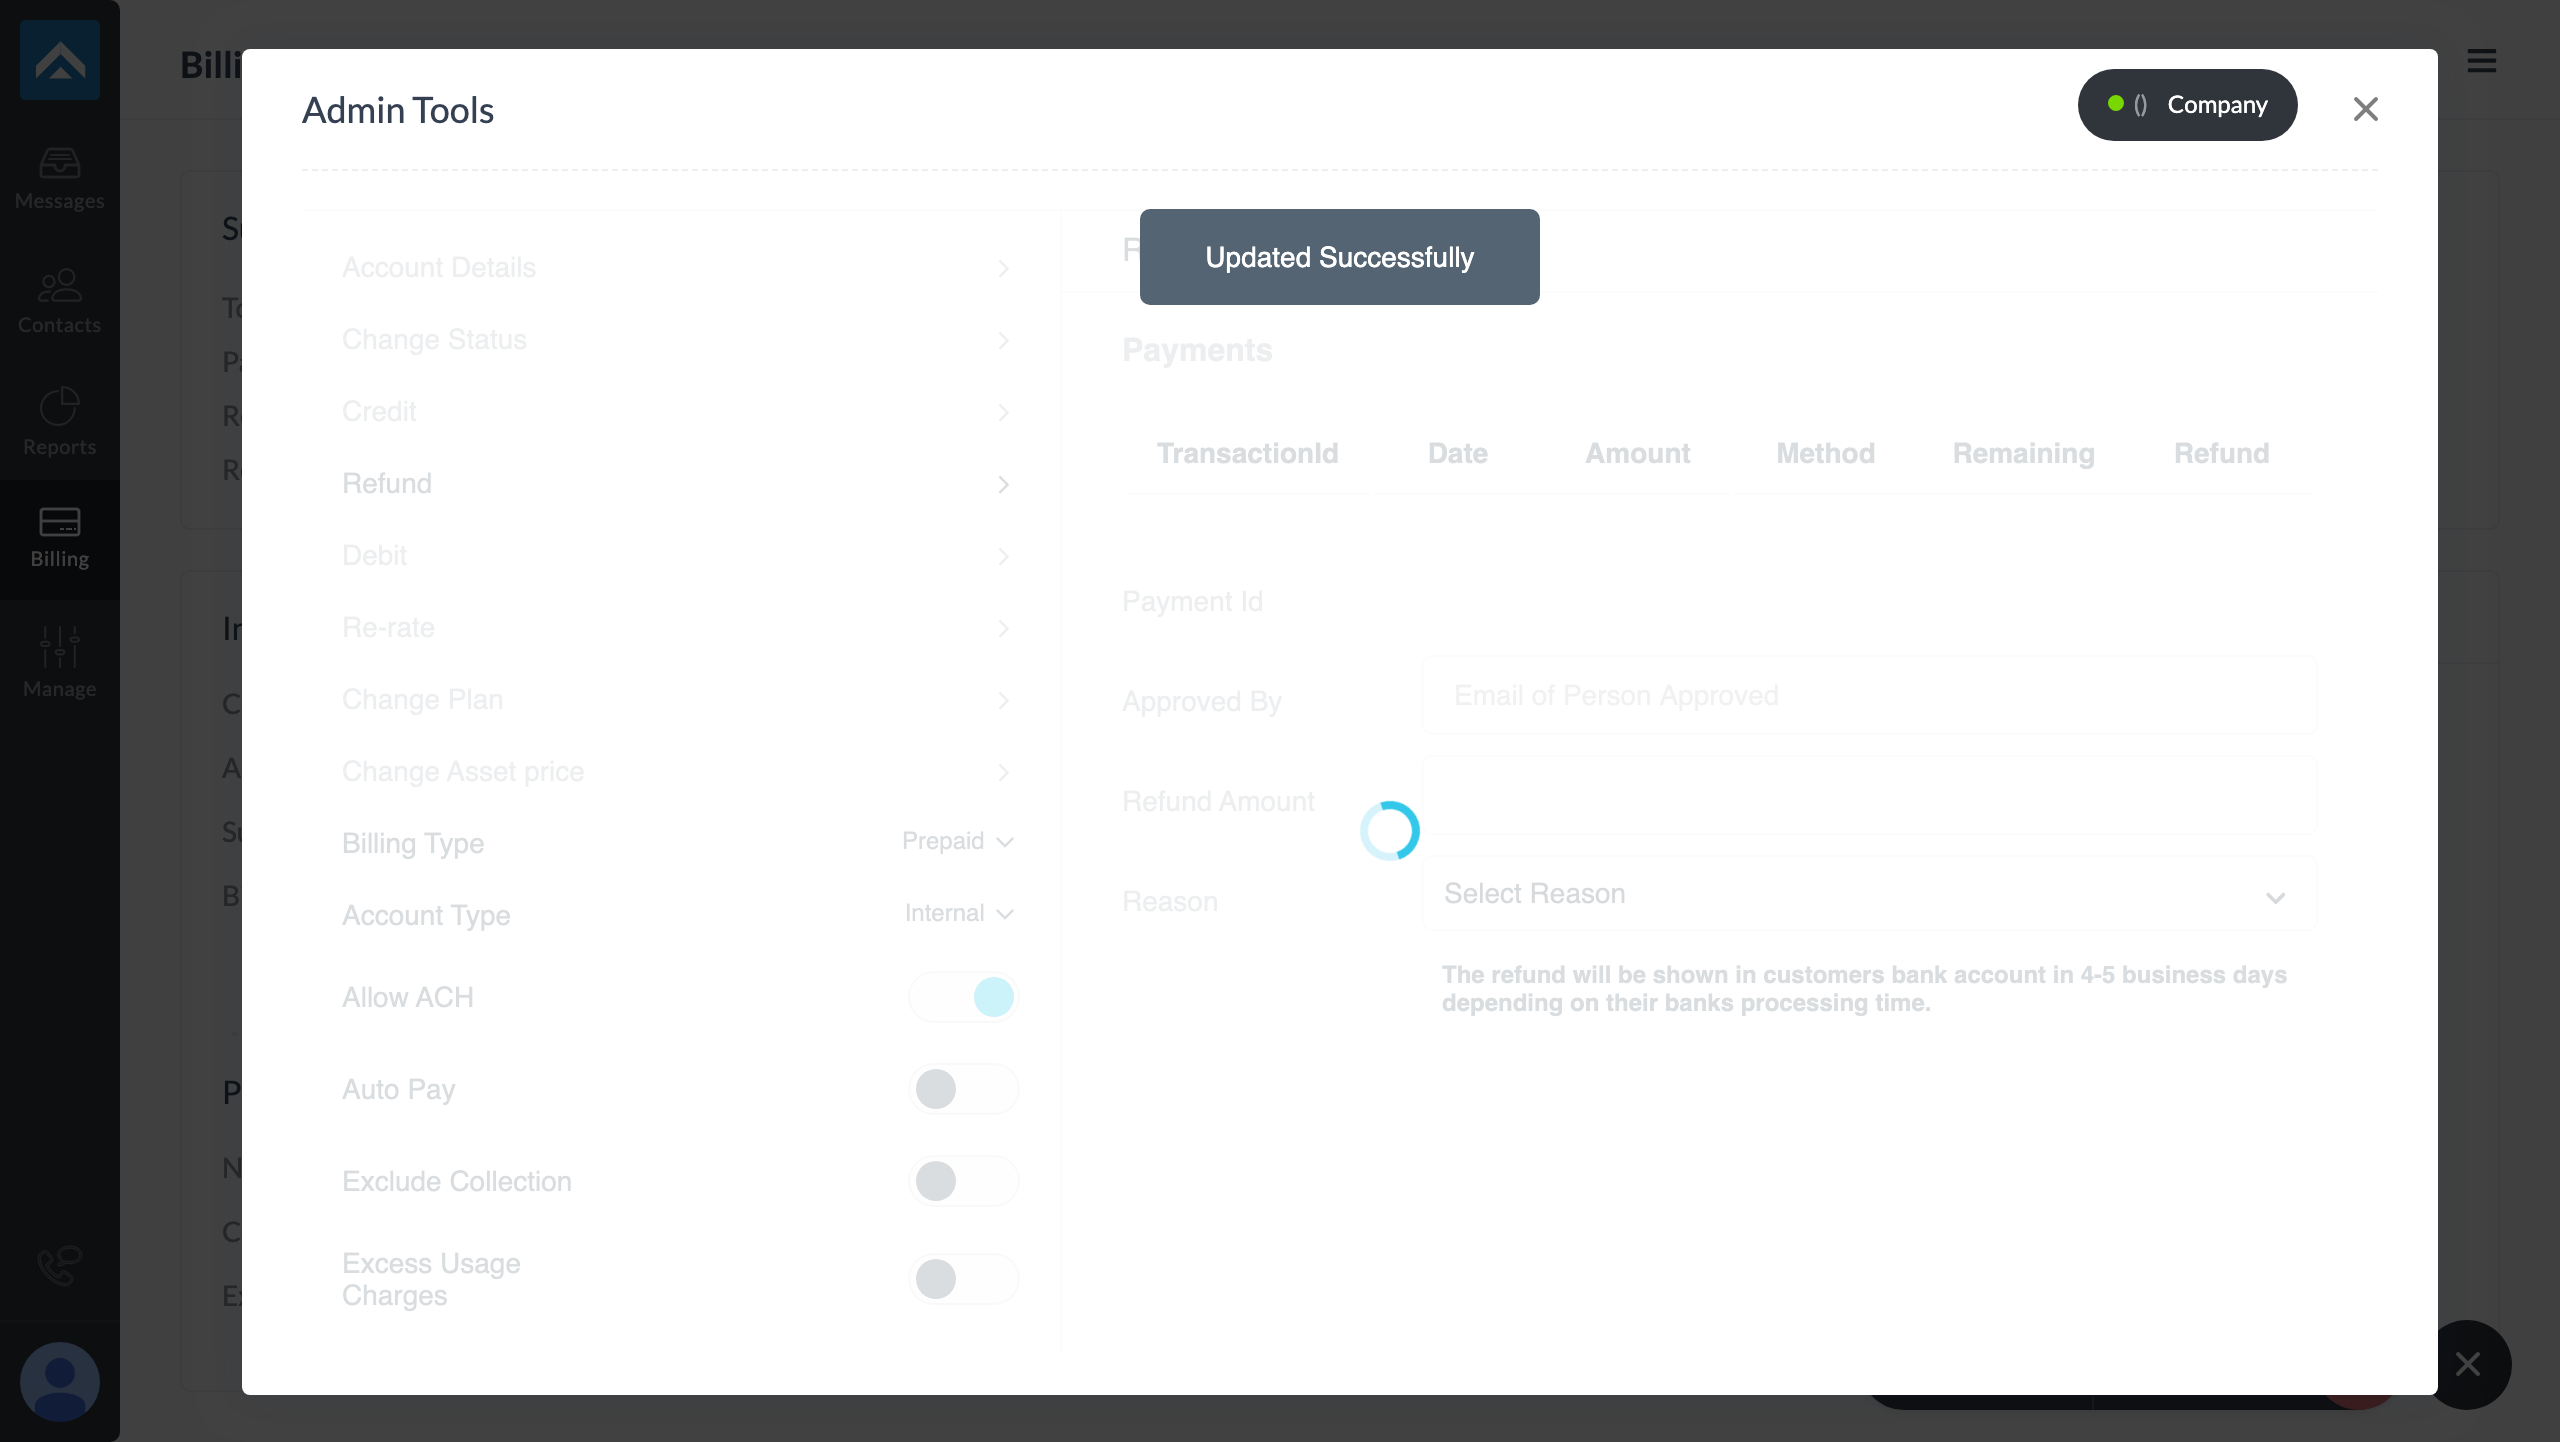 Billi
Admin Tools
() Company
Messages
Contacts
Reports
Billing
Manage
Account Details
Change Status
Credit
Refund
Debit
Re-rate
Change Plan
Change Asset price
Billing Type
Prepaid
Account Type
Internal
Allow ACH
Auto Pay
Exclude Collection
Excess Usage
Charges
Updated Successfully
Payments
TransactionId Date Amount Method Remaining Refund
Payment Id
Approved By
Email of Person Approved
Refund Amount
Reason
Select Reason
The refund will be shown in customers bank account in 4-5 business days
depending on their banks processing time.